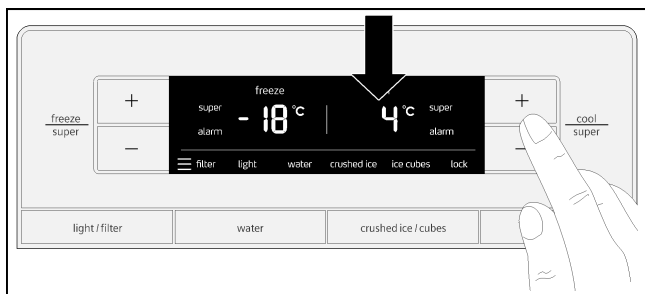 freeze
super
+
−
freeze
super
alarm
- 18 °C
4 °C
super
alarm
filter light water crushed ice ice cubes lock
+
−
cool
super
light / filter water crushed ice / cubes